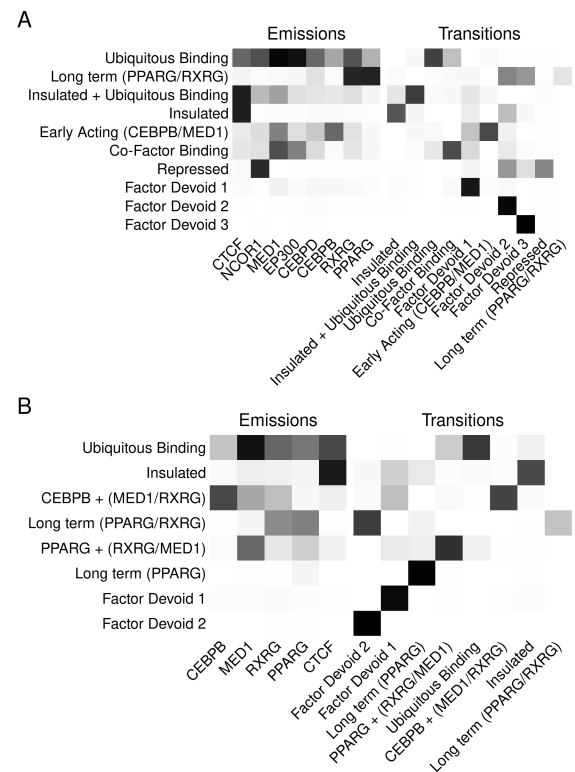 A
Emissions
Transitions
Ubiquitous Binding
Long term (PPARG/RXRG)
Insulated + Ubiquitous Binding
Insulated
Early Acting (CEBPB/MED1)
Co-Factor Binding
Repressed
Factor Devoid 1
Factor Devoid 2
Factor Devoid 3
CTCF
NCOR1
MED1
EP300
CEBPD
CEBPB
RXRG
PPARG
Insulated
Insulated + Ubiquitous Binding
Ubiquitous Binding
Co-Factor Binding
Factor Devoid 1
Early Acting (CEBPB/MED1)
Factor Devoid 2
Factor Devoid 3
Repressed
Long term (PPARG/RXRG)
B
Emissions
Transitions
Ubiquitous Binding
Insulated
CEBPB + (MED1/RXRG)
Long term (PPARG/RXRG)
PPARG + (RXRG/MED1)
Long term (PPARG)
Factor Devoid 1
Factor Devoid 2
CEBPB
MED1
RXRG
PPARG
CTCF
Factor Devoid 2
Factor Devoid 1
Long term (PPARG)
PPARG + (RXRG/MED1)
Ubiquitous Binding
CEBPB + (MED1/RXRG)
Insulated
Long term (PPARG/RXRG)